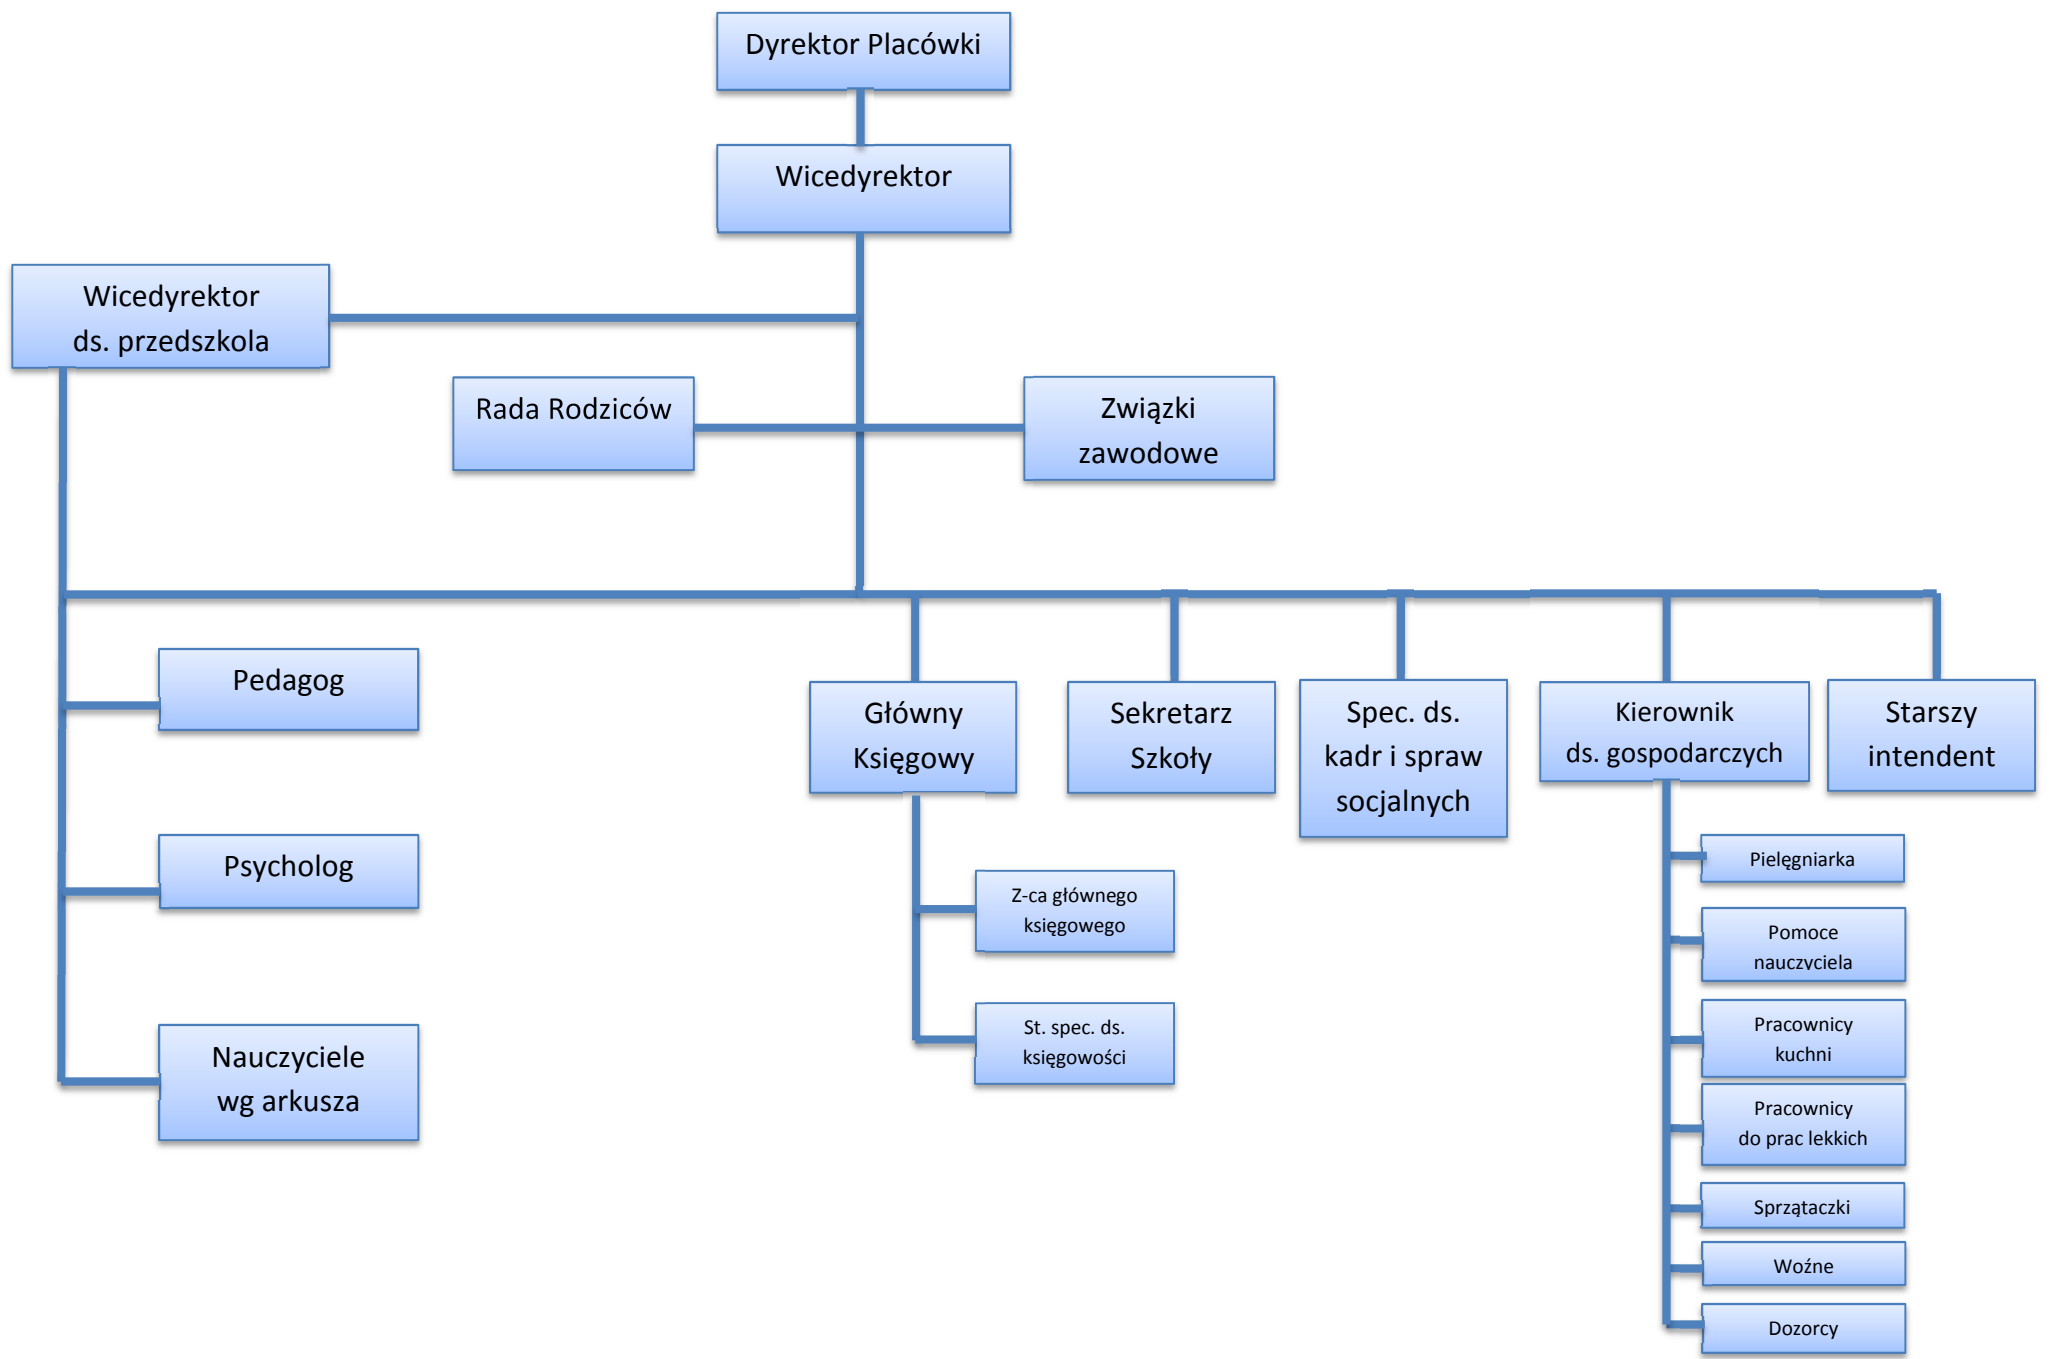 Dyrektor Placówki
Wicedyrektor
Wicedyrektor
ds. przedszkola
Rada Rodziców
Związki
zawodowe
Pedagog
Psycholog
Nauczyciele
wg arkusza
Główny
Księgowy
Z-ca głównego
księgowego
St. spec. ds.
księgowości
Sekretarz
Szkoły
Spec. ds.
kadr i spraw
socjalnych
Kierownik
ds. gospodarczych
Pielęgniarka
Pomoce
nauczyciela
Pracownicy
kuchni
Pracownicy
do prac lekkich
Sprzątaczki
Woźne
Dozorcy
Starszy
intendent